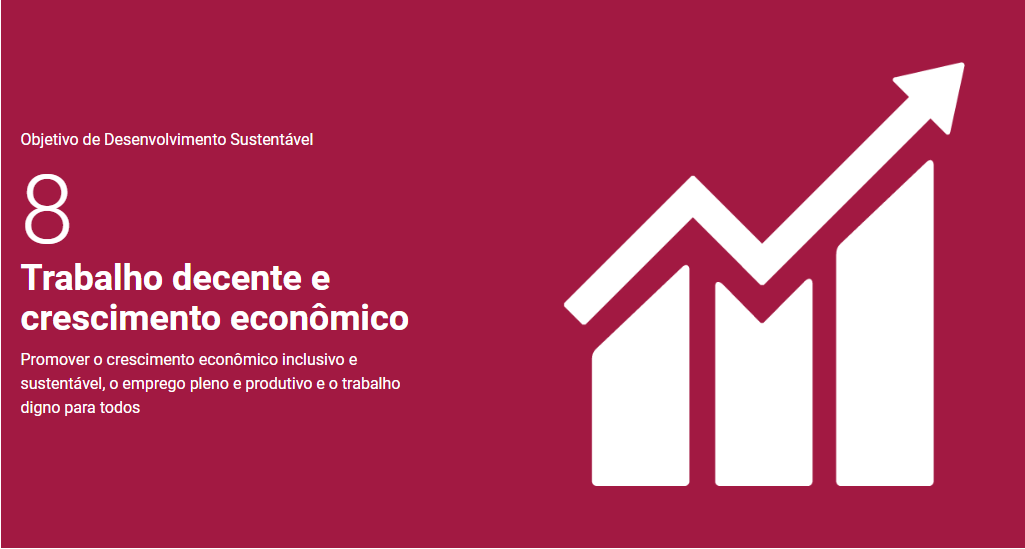 Objetivo de Desenvolvimento Sustentável
8
Trabalho decente e
crescimento econômico
Promover o crescimento econômico inclusivo e
sustentável, o emprego pleno e produtivo e o trabalho
digno para todos